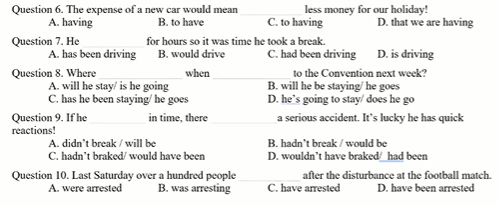 Question 6. The expense of a new car would mean ____________ less money for our holiday!
A. having B. to have C. to having D. that we are having
Question 7. He ____________ for hours so it was time he took a break.
A. has been driving B. would drive C. had been driving D. is driving
Question 8. Where ________________ when ________________ to the Convention next week?
A. will he stay/ is he going B. will he be staying/ he goes
C. has he been staying/ he goes D. he's going to stay/ does he go
Question 9. If he ____________ in time, there ____________ a serious accident. It's lucky he has quick
reactions!
A. didn't break / will be B. hadn't break / would be
C. hadn't braked/ would have been D. wouldn't have braked/ had been
Question 10. Last Saturday over a hundred people ____________ after the disturbance at the football match.
A. were arrested B. was arresting C. have arrested D. have been arrested